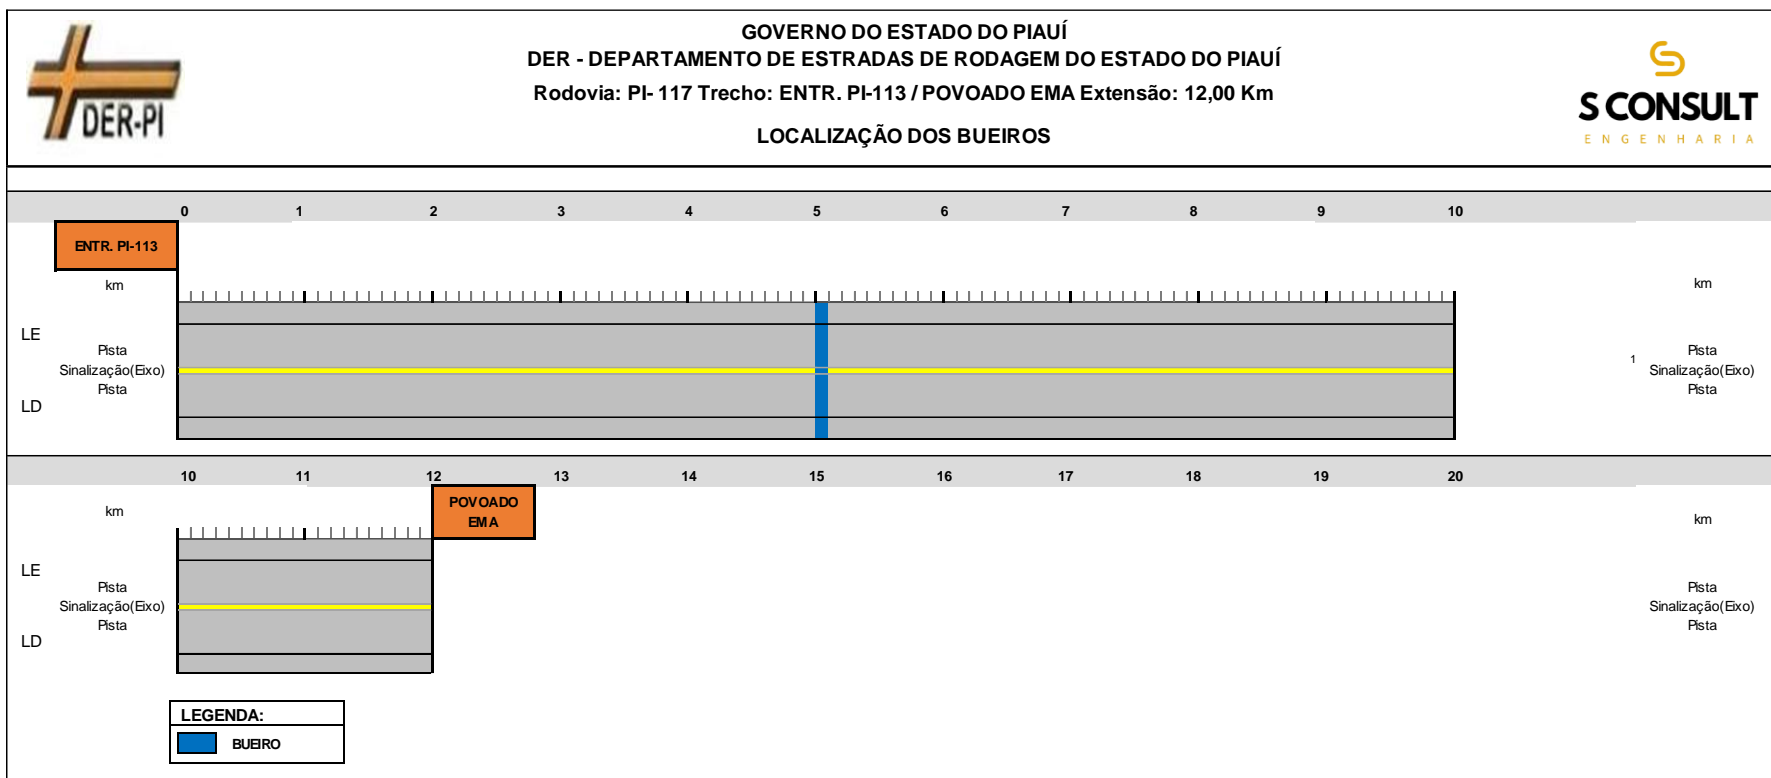 GOVERNO DO ESTADO DO PIAUÍ
DER - DEPARTAMENTO DE ESTRADAS DE RODAGEM DO ESTADO DO PIAUÍ
Rodovia: PI- 117 Trecho: ENTR. PI-113 / POVOADO EMA Extensão: 12,00 Km
LOCALIZAÇÃO DOS BUEIROS
DER-PI
S CONSULT
ENGENHARIA
0 1 2 3 4 5 6 7 8 9 10
ENTR. PI-113
km km
LE
Pista 1 Pista
Sinalização(Eixo) Sinalização(Eixo)
Pista Pista
LD
10 11 12 13 14 15 16 17 18 19 20
POVOADO
EMA
km km
LE
Pista Pista
Sinalização(Eixo) Sinalização(Eixo)
Pista Pista
LD
LEGENDA:
BUEIRO